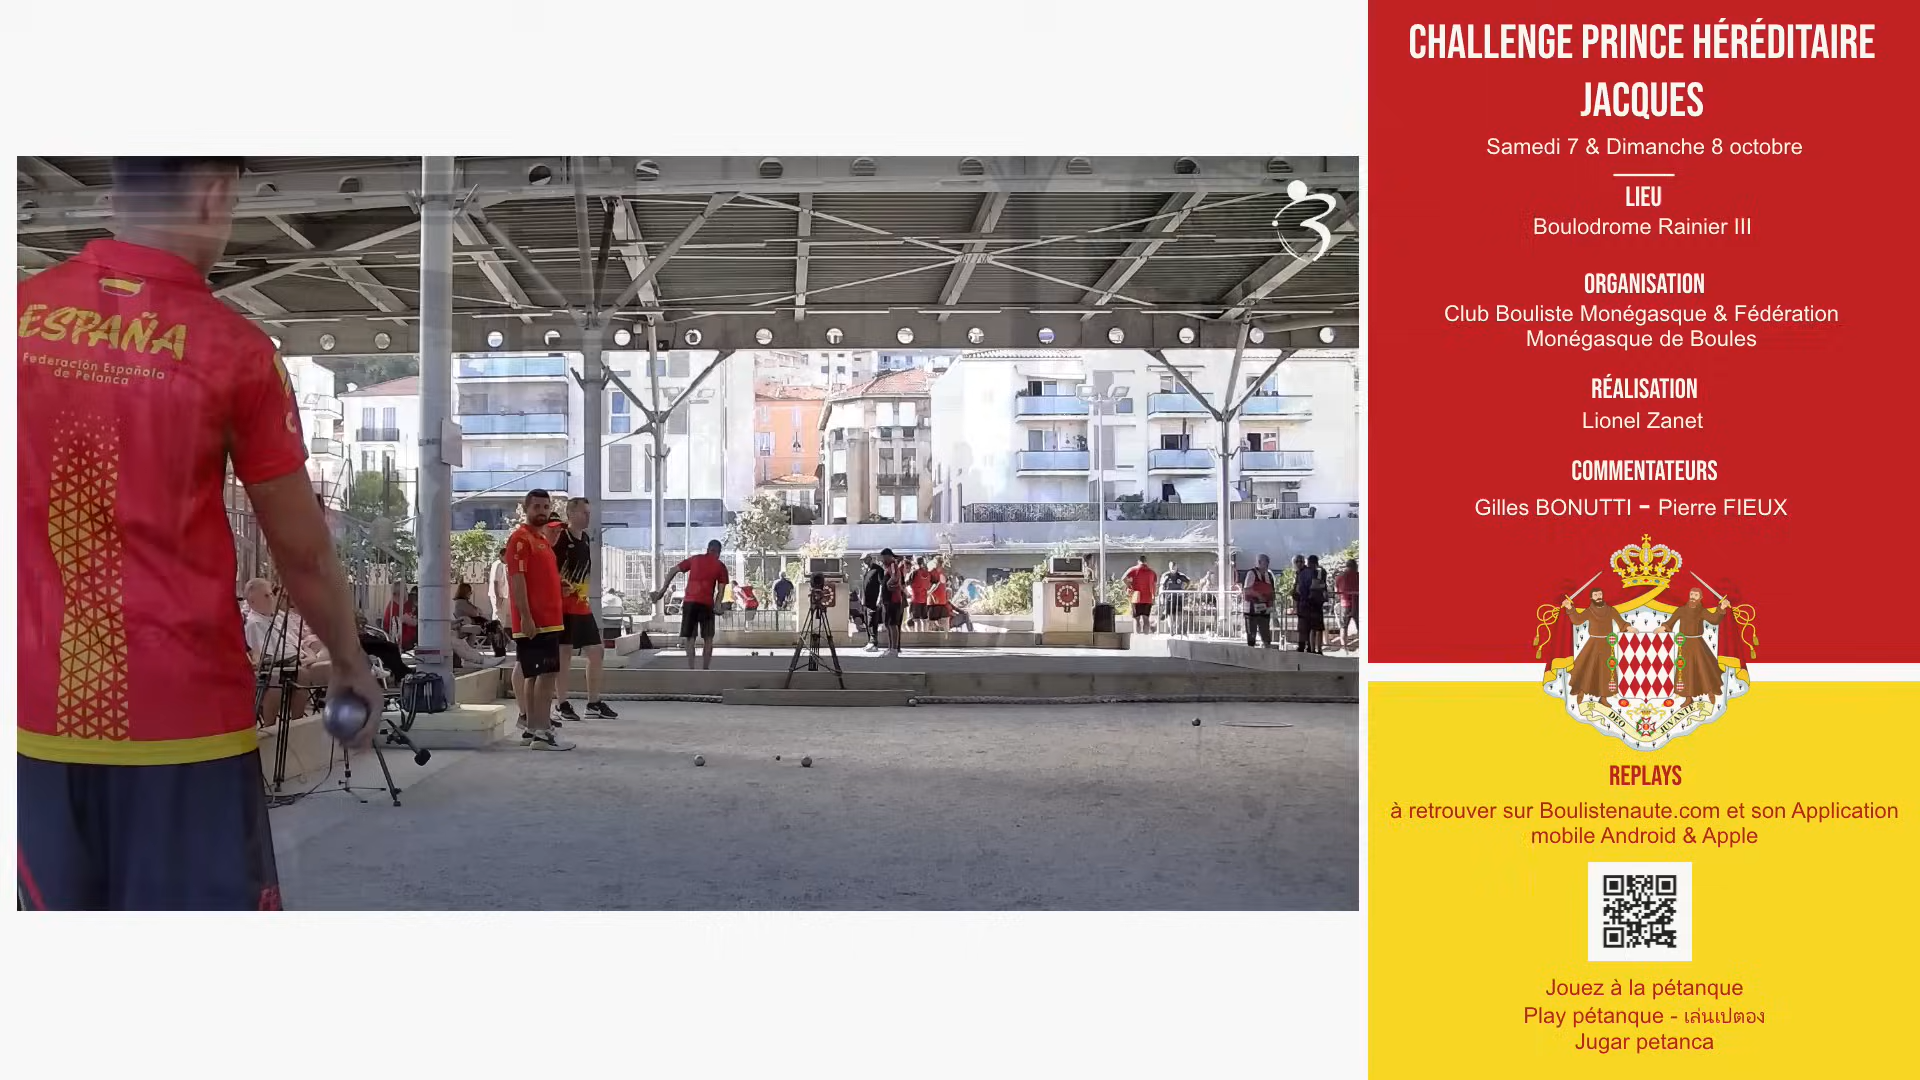 CHALLENGE PRINCE HÉRÉDITAIRE
JACQUES
Samedi 7 & Dimanche 8 octobre
LIEU
Boulodrome Rainier III
ORGANISATION
Club Bouliste Monégasque & Fédération
Monégasque de Boules
RÉALISATION
Lionel Zanet
COMMENTATEURS
Gilles BONUTTI - Pierre FIEUX
DEO JUVANTE
REPLAYS
à retrouver sur Boulistenaute.com et son Application
mobile Android & Apple
Jouez à la pétanque
Play pétanque - เล่นเปตอง
Jugar petanca
ESPAÑA
Federación Española
de Petanca